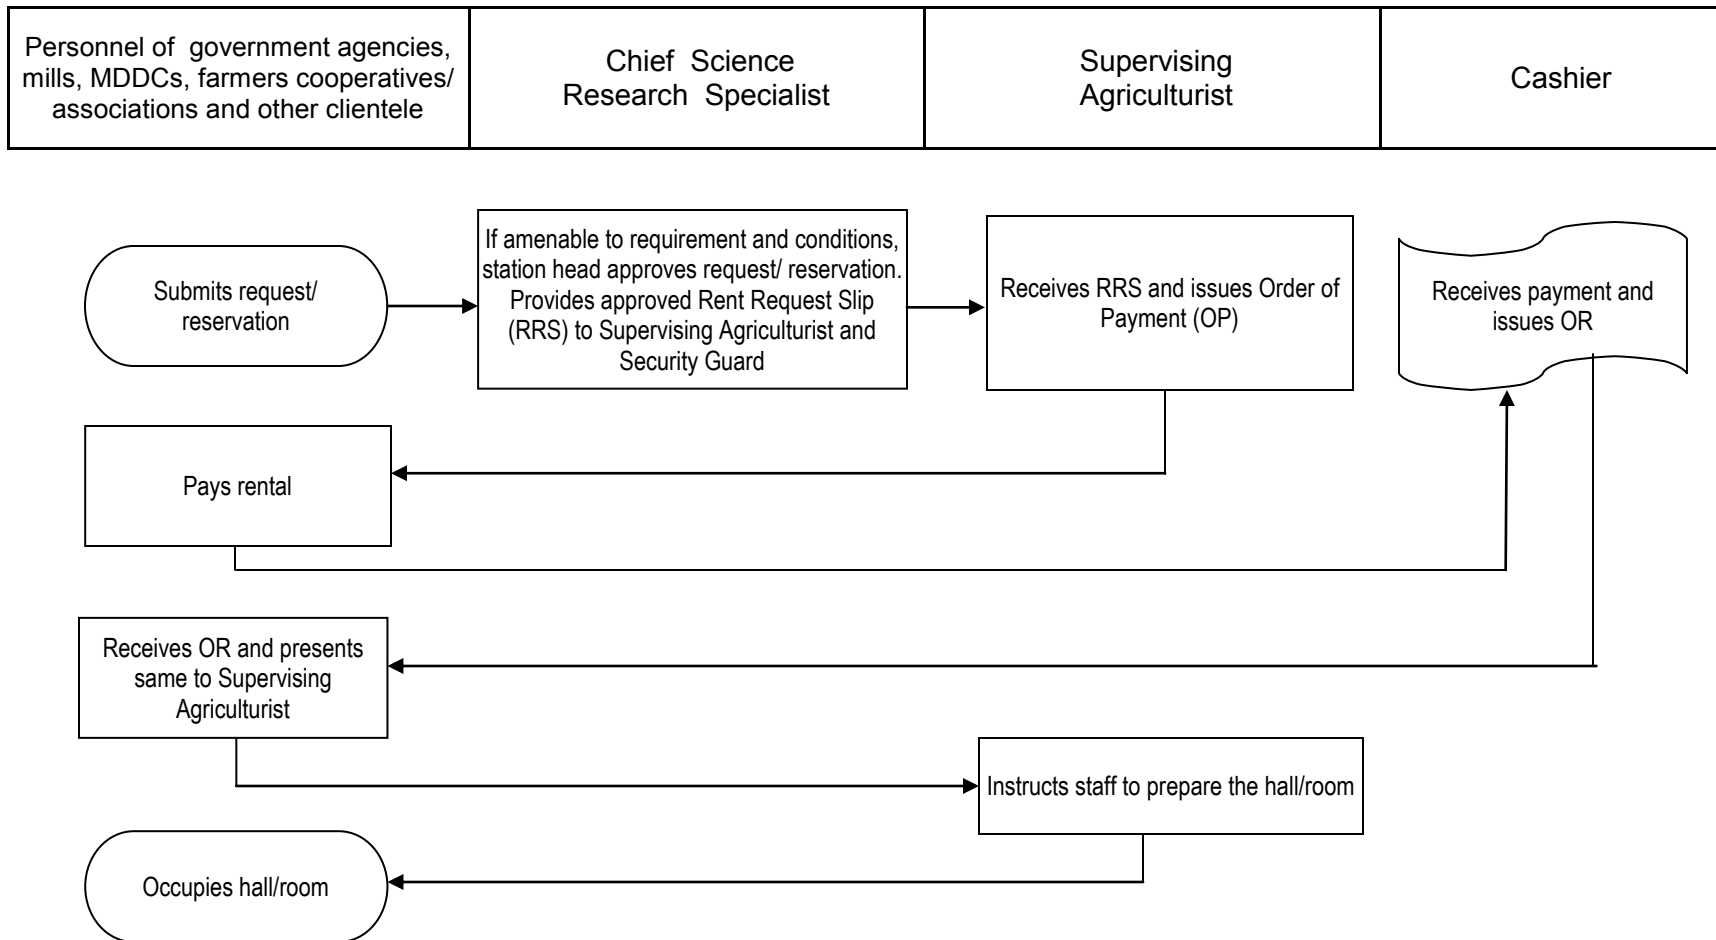 Personnel of  government agencies,
mills, MDDCs, farmers cooperatives/
associations and other clientele
Chief  Science
Research  Specialist
Supervising
Agriculturist
Cashier
Submits request/
reservation
If amenable to requirement and conditions,
station head approves request/ reservation.
Provides approved Rent Request Slip
(RRS) to Supervising Agriculturist and
Security Guard
Receives RRS and issues Order of
Payment (OP)
Receives payment and
issues OR
Pays rental
Receives OR and presents
same to Supervising
Agriculturist
Instructs staff to prepare the hall/room
Occupies hall/room